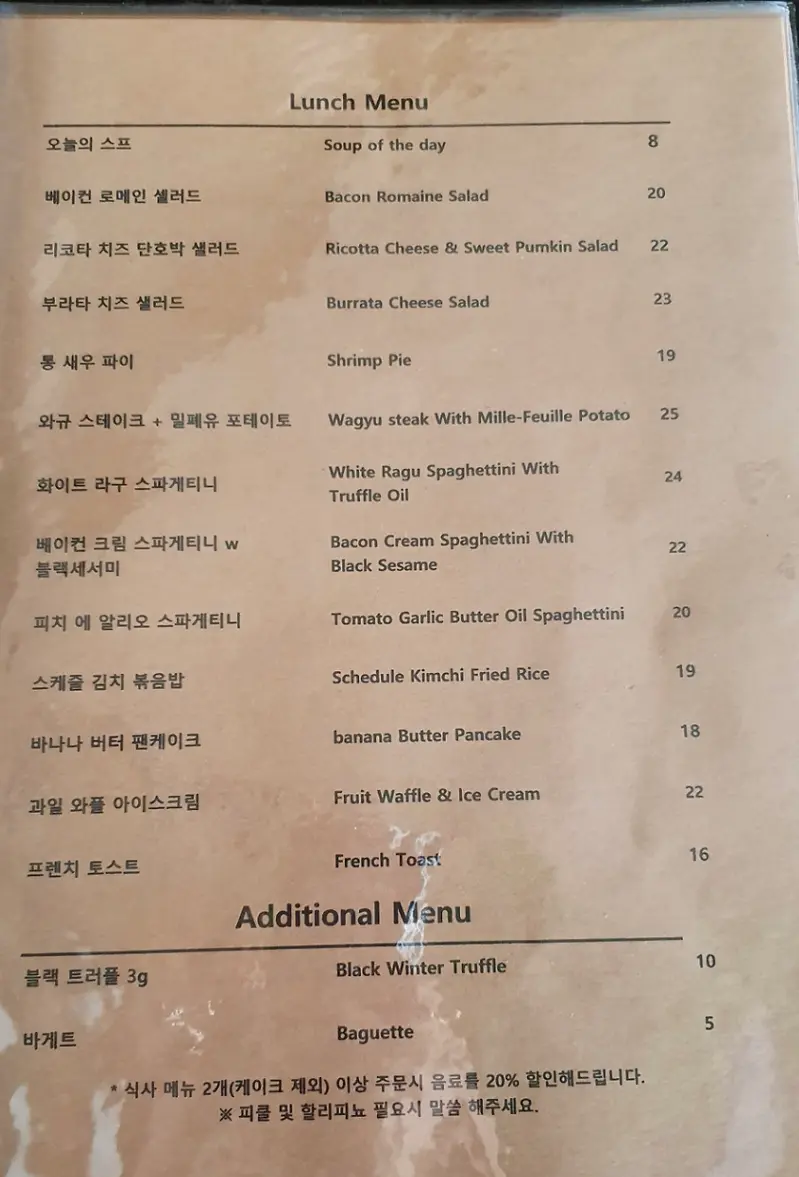 Lunch Menu
오늘의 스프 Soup of the day 8
베이컨 로메인 샐러드 Bacon Romaine Salad 20
리코타 치즈 단호박 샐러드 Ricotta Cheese & Sweet Pumkin Salad 22
부라타 치즈 샐러드 Burrata Cheese Salad 23
통 새우 파이 Shrimp Pie 19
와규 스테이크 + 밀페유 포테이토 Wagyu steak With Mille-Feuille Potato 25
화이트 라구 스파게티니 White Ragu Spaghettini With
Truffle Oil 24
베이컨 크림 스파게티니 w Bacon Cream Spaghettini With
블랙세서미 Black Sesame 22
피치 에 알리오 스파게티니 Tomato Garlic Butter Oil Spaghettini 20
스케줄 김치 볶음밥 Schedule Kimchi Fried Rice 19
바나나 버터 팬케이크 banana Butter Pancake 18
과일 와플 아이스크림 Fruit Waffle & Ice Cream 22
프렌치 토스트 French Toast 16
Additional Menu
블랙 트러플 3g Black Winter Truffle 10
바게트 Baguette 5
* 식사 메뉴 2개(케이크 제외) 이상 주문시 음료를 20% 할인해드립니다.
※ 피클 및 할리피뇨 필요시 말씀 해주세요.